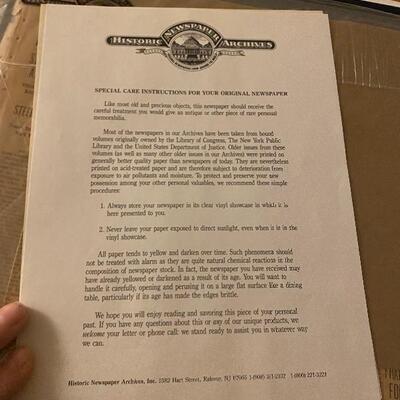 NEWSPAPER
HISTORIC ARCHIVES
SPECIAL CARE INSTRUCTIONS FOR YOUR ORIGINAL NEWSPAPER
Like most old and precious objects, this newspaper should receive the
careful treatment you would give an antique or other piece of rare personal
memorabilia.
Most of the newspapers in our Archives have been taken from bound
volumes originally owned by the Library of Congress, The New York Public
Library and the United States Department of Justice. Older issues from these
volumes (as well as many other older issues in our Archives) were printed on
generally better quality paper than newspapers of today. They are nevertheless
printed on acid-treated paper and are therefore subject to deterioration from
exposure to air pollutants and moisture. To protect and preserve your new
possession among your other personal valuables, we recommend these
simple procedures:
1. Always store your newspaper in its clear vinyl showcase in which it is
here presented to you.
2. Never leave your paper exposed to direct sunlight, even when it is in the
vinyl showcase.
All paper tends to yellow and darken over time. Such phenomena should
not be treated with alarm as they are quite natural chemical reactions in the
composition of newspaper stock. In fact, the newspaper you have received may
have already yellowed or darkened as a result of its age. You will want to
handle it carefully, opening and perusing it on a large flat surface like a dining
table, particularly if its age has made the edges brittle.
We hope you will enjoy reading and savoring this piece of your personal
past. If you have any questions about this or any of our unique products, we
welcome your letter or phone call: we stand ready to assist you in whatever way
we can.
Historic Newspaper Archives, Inc. 1582 Hart Street, Rahway, NJ 07065 1-(908) 381-2332 1-(800) 221-3221